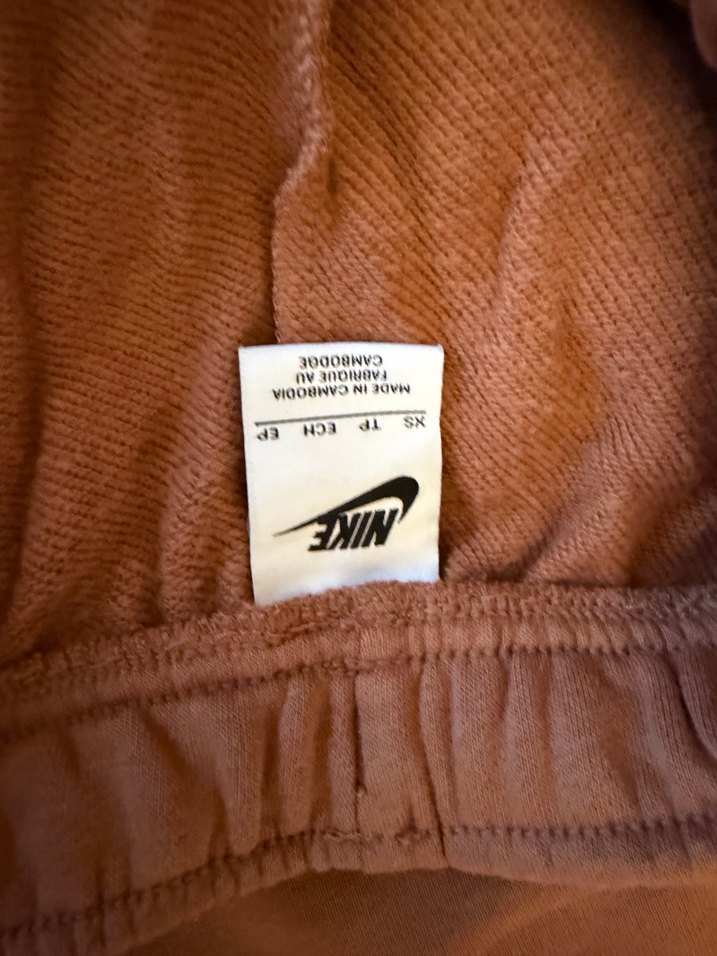 NIKE
XS TP ECH EP
MADE IN CAMBODIA
FABRIQUE AU
CAMBODGE